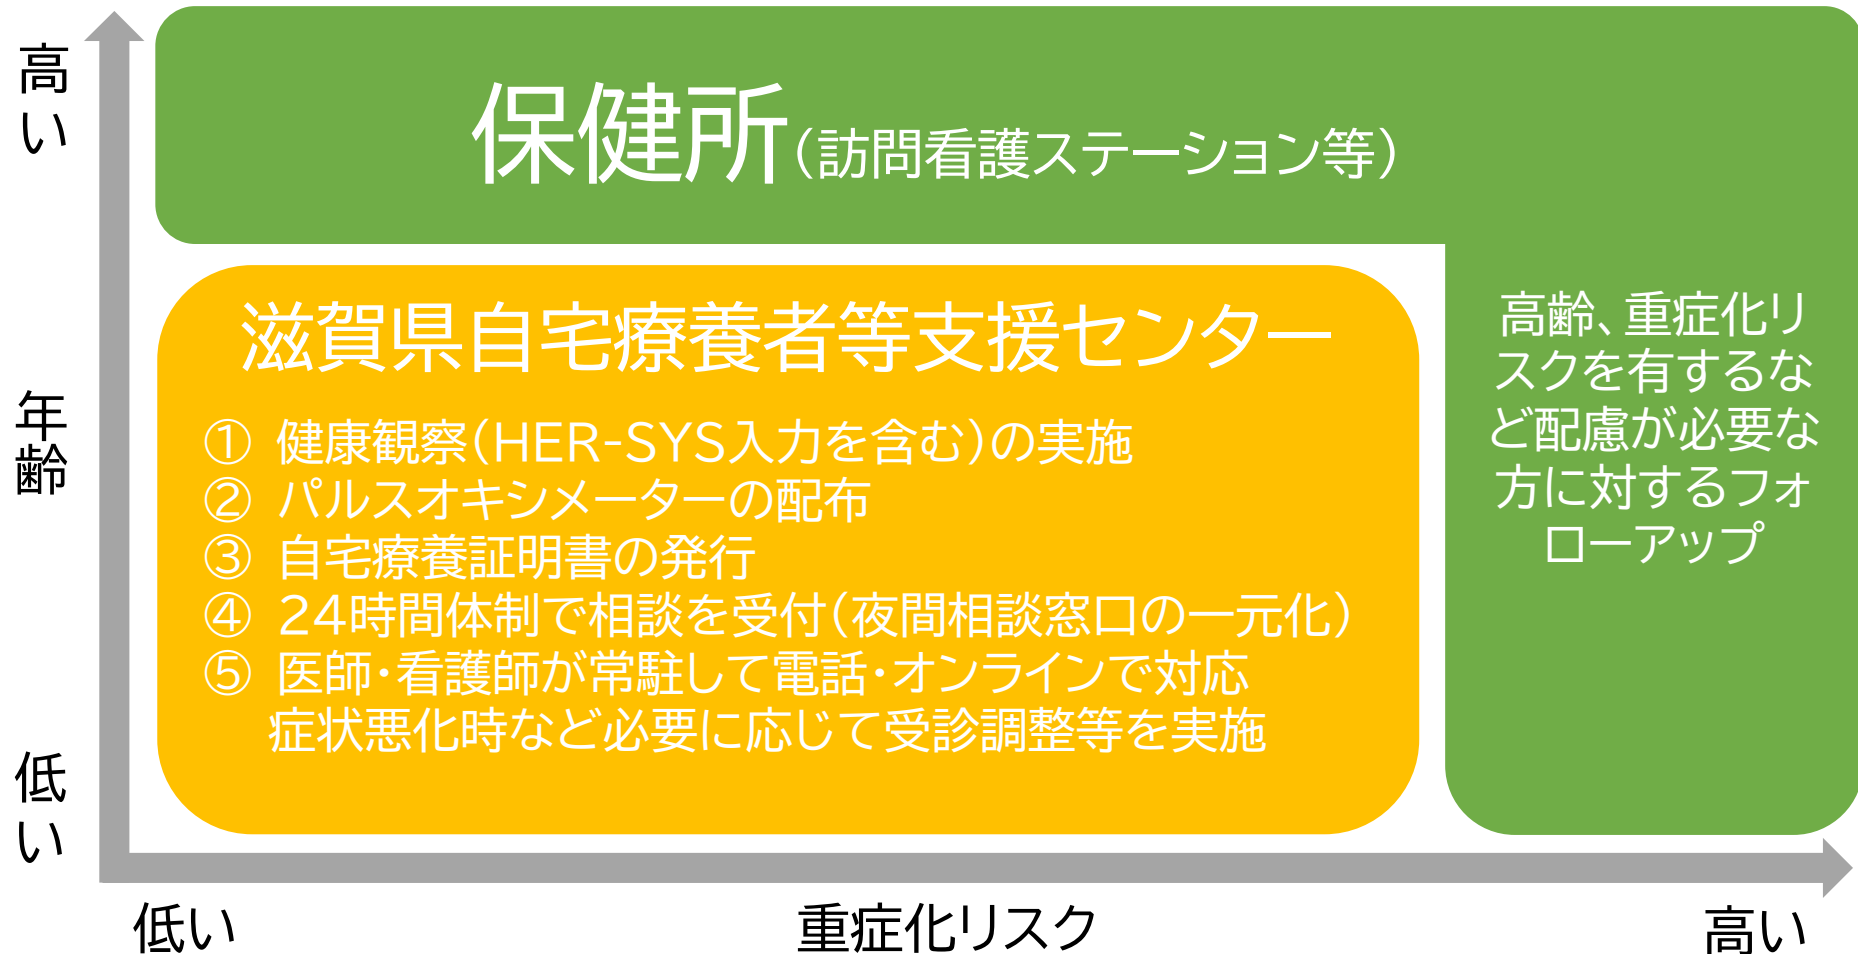 高い
保健所（訪問看護ステーション等）
滋賀県自宅療養者等支援センター
① 健康観察（HER-SYS入力を含む）の実施
② パルスオキシメーターの配布
③ 自宅療養証明書の発行
④ 24時間体制で相談を受付（夜間相談窓口の一元化）
⑤ 医師・看護師が常駐して電話・オンラインで対応
症状悪化時など必要に応じて受診調整等を実施
高齢、重症化リ
スクを有するな
ど配慮が必要な
方に対するフォ
ローアップ
年齢
低い
低い
重症化リスク
高い